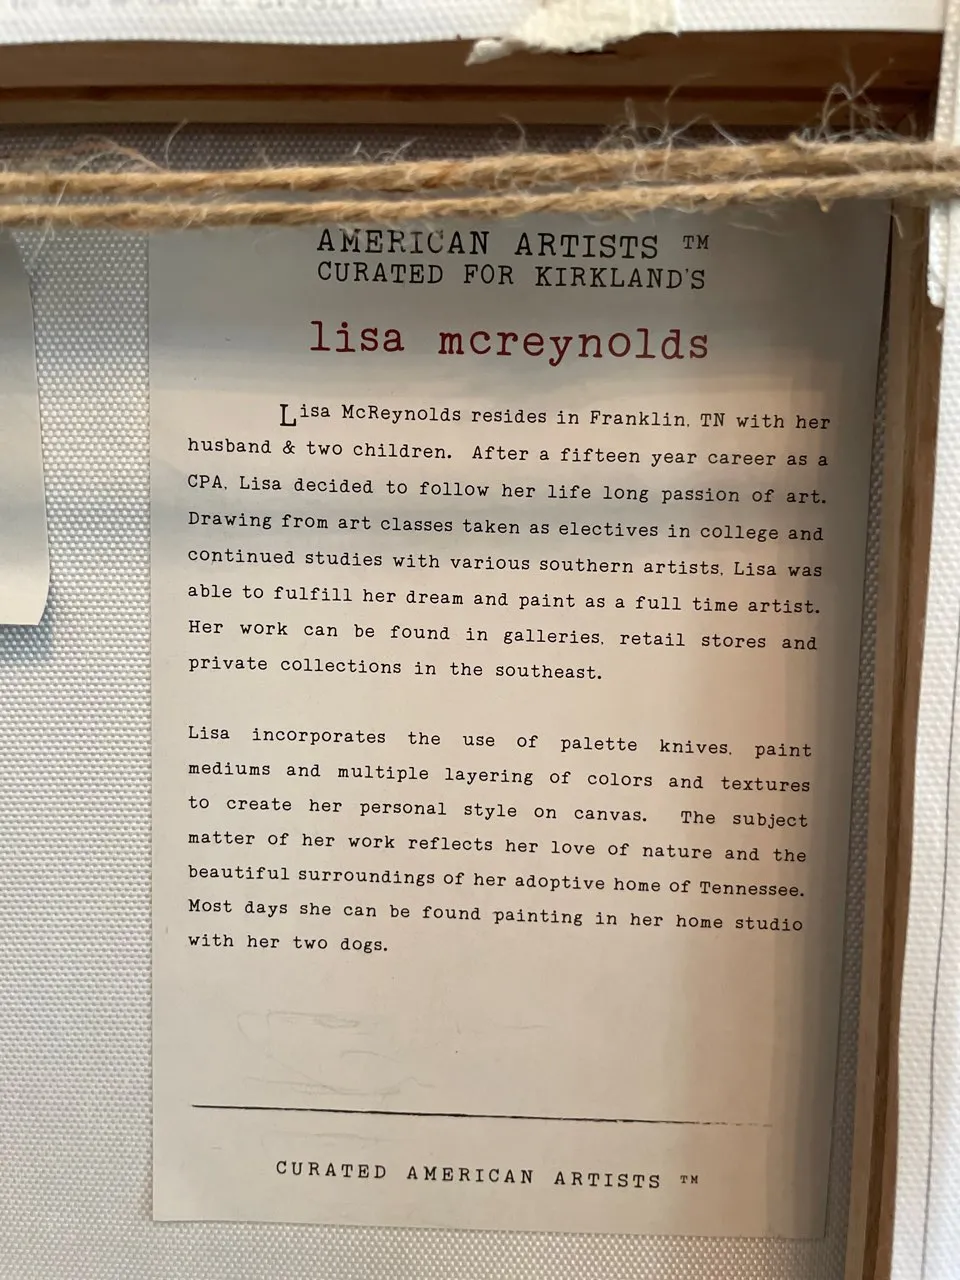 AMERICAN ARTISTS ™
CURATED FOR KIRKLAND'S
lisa mcreynolds
Lisa McReynolds resides in Franklin, TN with her
husband & two children. After a fifteen year career as a
CPA, Lisa decided to follow her life long passion of art.
Drawing from art classes taken as electives in college and
continued studies with various southern artists, Lisa was
able to fulfill her dream and paint as a full time artist.
Her work can be found in galleries, retail stores and
private collections in the southeast.
Lisa incorporates the use of palette knives, paint
mediums and multiple layering of colors and textures
to create her personal style on canvas. The subject
matter of her work reflects her love of nature and the
beautiful surroundings of her adoptive home of Tennessee.
Most days she can be found painting in her home studio
with her two dogs.
CURATED AMERICAN ARTISTS ™